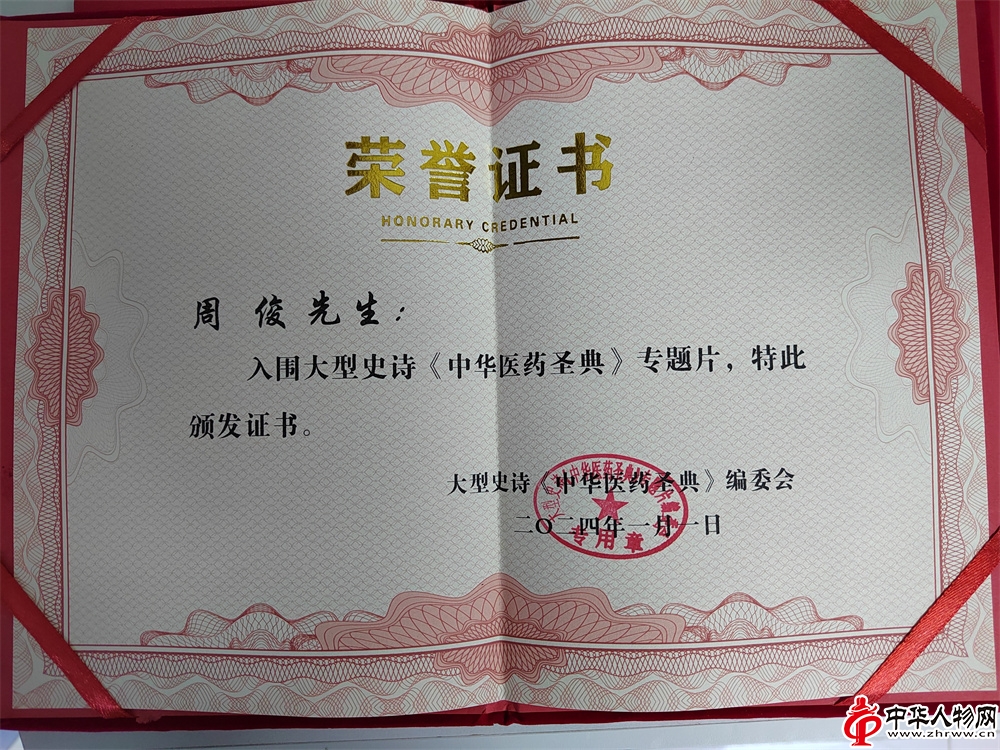 荣誉证书
HONORARY CREDENTIAL
周 俊先生：
入围大型史诗《中华医药圣典》专题片，特此
颁发证书。
大型史诗《中华医药圣典》编委会
二〇二四年一月一日
专用章
中华人物网
www.zhrww.cn